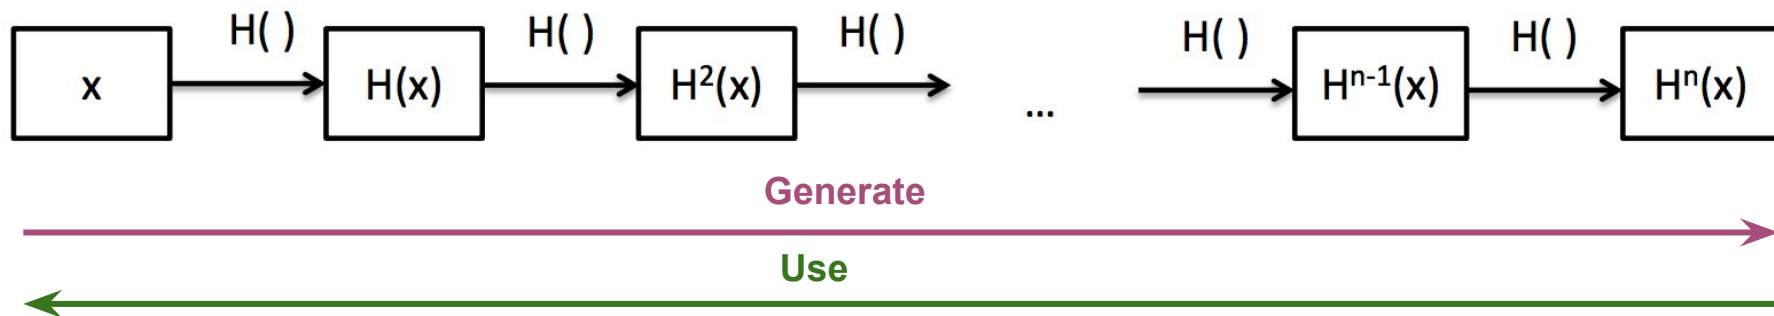 H( ) H( ) H( ) H( ) H( )
x H(x) H²(x) ... Hⁿ⁻¹(x) Hⁿ(x)
Generate
Use